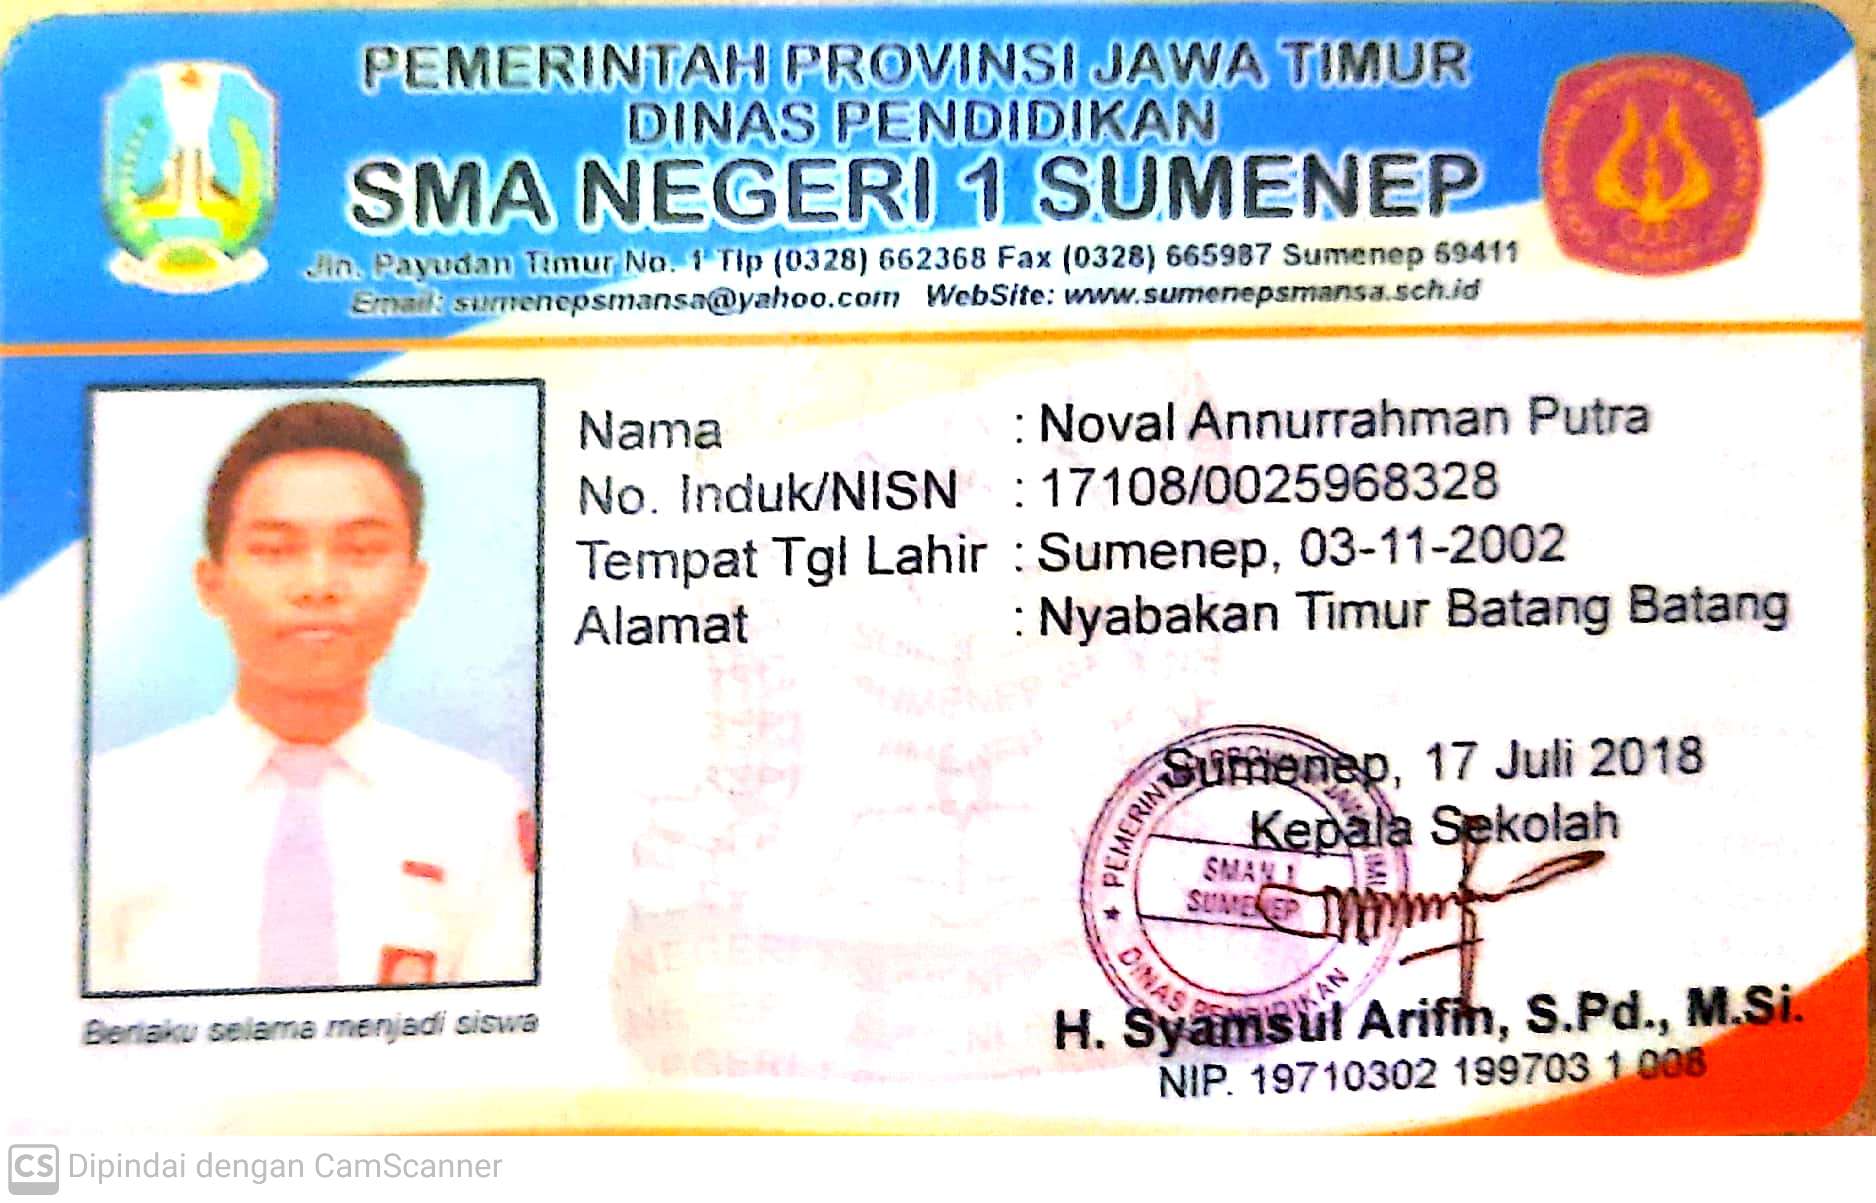 PEMERINTAH PROVINSI JAWA TIMUR
DINAS PENDIDIKAN
SMA NEGERI 1 SUMENEP
Jln. Payudan Timur No. 1 Tlp (0328) 662368 Fax (0328) 665987 Sumenep 69411
Email: sumenepsmansa@yahoo.com WebSite: www.sumenepsmansa.sch.id
Nama : Noval Annurrahman Putra
No. Induk/NISN : 17108/0025968328
Tempat Tgl Lahir : Sumenep, 03-11-2002
Alamat : Nyabakan Timur Batang Batang
Sumenep, 17 Juli 2018
Kepala Sekolah
PEMERIN
SMAN 1
SUMENEP
DINAS PENDIDIKAN
H. Syamsul Arifin, S.Pd., M.Si.
NIP. 19710302 199703 1 008
Berlaku selama menjadi siswa
CS Dipindai dengan CamScanner